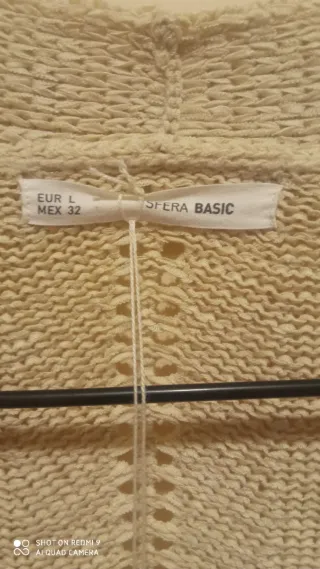 EUR L
MEX 32
SFERA BASIC
SHOT ON REDMI 9
AI QUAD CAMERA